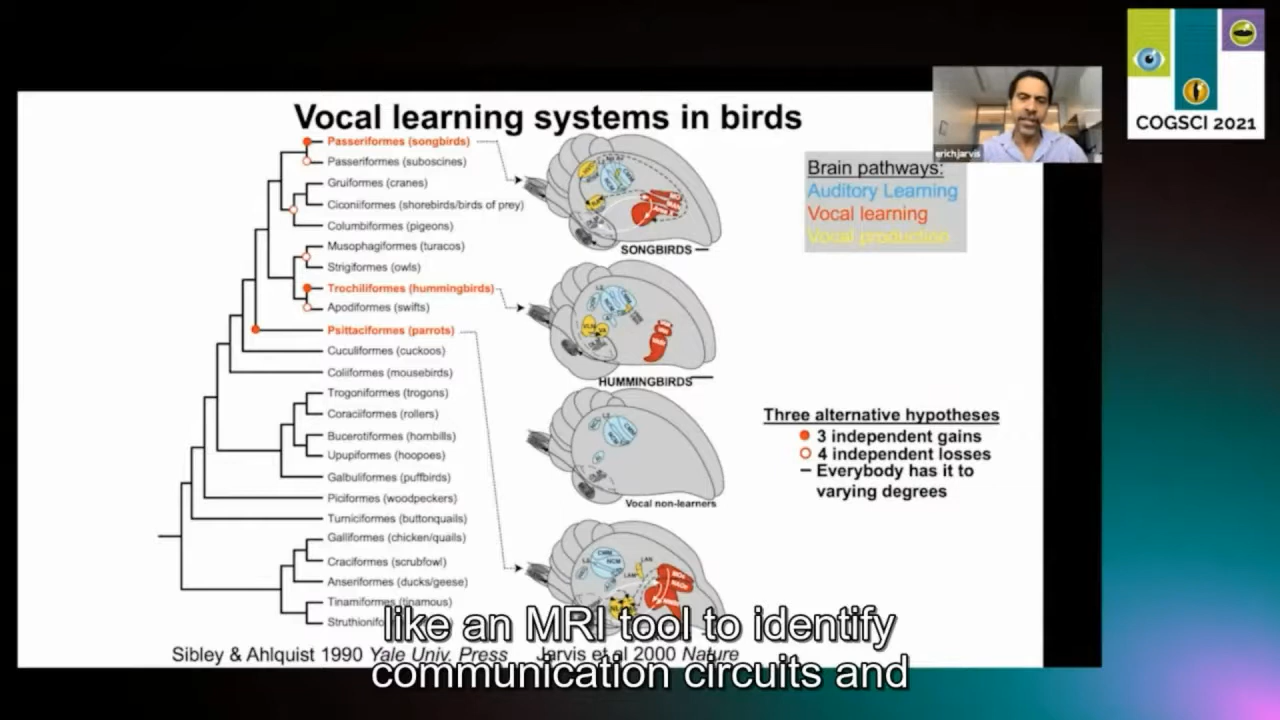 COGSCI 2021
erichjarvis
Vocal learning systems in birds
Passeriformes (songbirds)
Passeriformes (suboscines)
Gruiformes (cranes)
Ciconiiformes (shorebirds/birds of prey)
Columbiformes (pigeons)
Musophagiformes (turacos)
Strigiformes (owls)
Trochiliformes (hummingbirds)
Apodiformes (swifts)
Psittaciformes (parrots)
Cuculiformes (cuckoos)
Coliiformes (mousebirds)
Trogoniformes (trogons)
Coraciiformes (rollers)
Bucerotiformes (hornbills)
Upupiformes (hoopoes)
Galbuliformes (puffbirds)
Piciformes (woodpeckers)
Turniciformes (buttonquails)
Galliformes (chicken/quails)
Craciformes (scrubfowl)
Anseriformes (ducks/geese)
Tinamiformes (tinamous)
SONGBIRDS
HUMMINGBIRDS
Vocal non-learners
Brain pathways:
Auditory Learning
Vocal learning
Vocal production
Three alternative hypotheses
3 independent gains
4 independent losses
– Everybody has it to
varying degrees
Sibley & Ahlquist 1990 Yale Univ. Press
Jarvis et al 2000 Nature
like an MRI tool to identify
communication circuits and